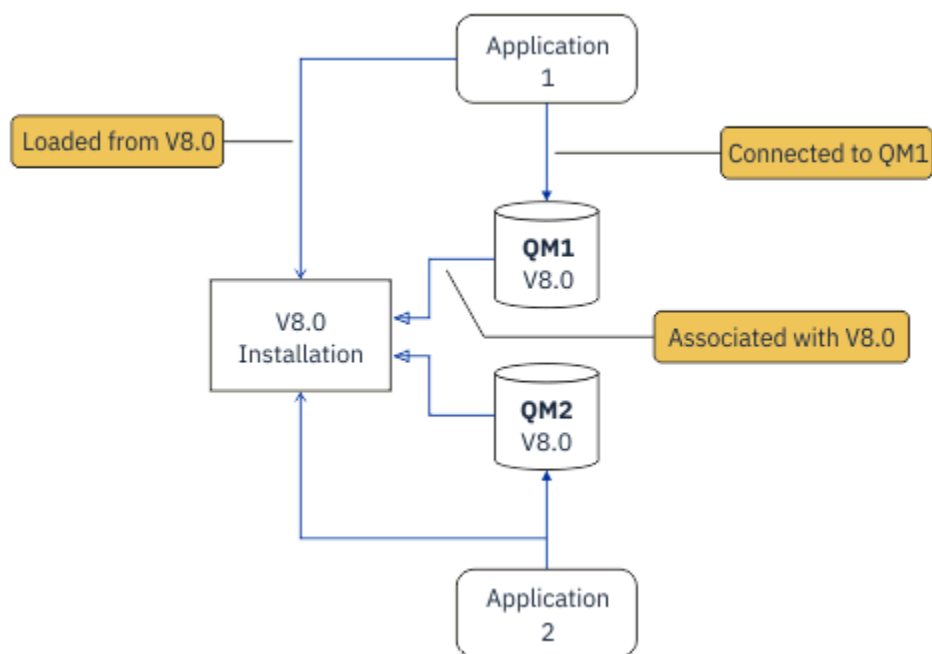 Application
1
Loaded from V8.0
Connected to QM1
QM1
V8.0
V8.0
Installation
Associated with V8.0
QM2
V8.0
Application
2